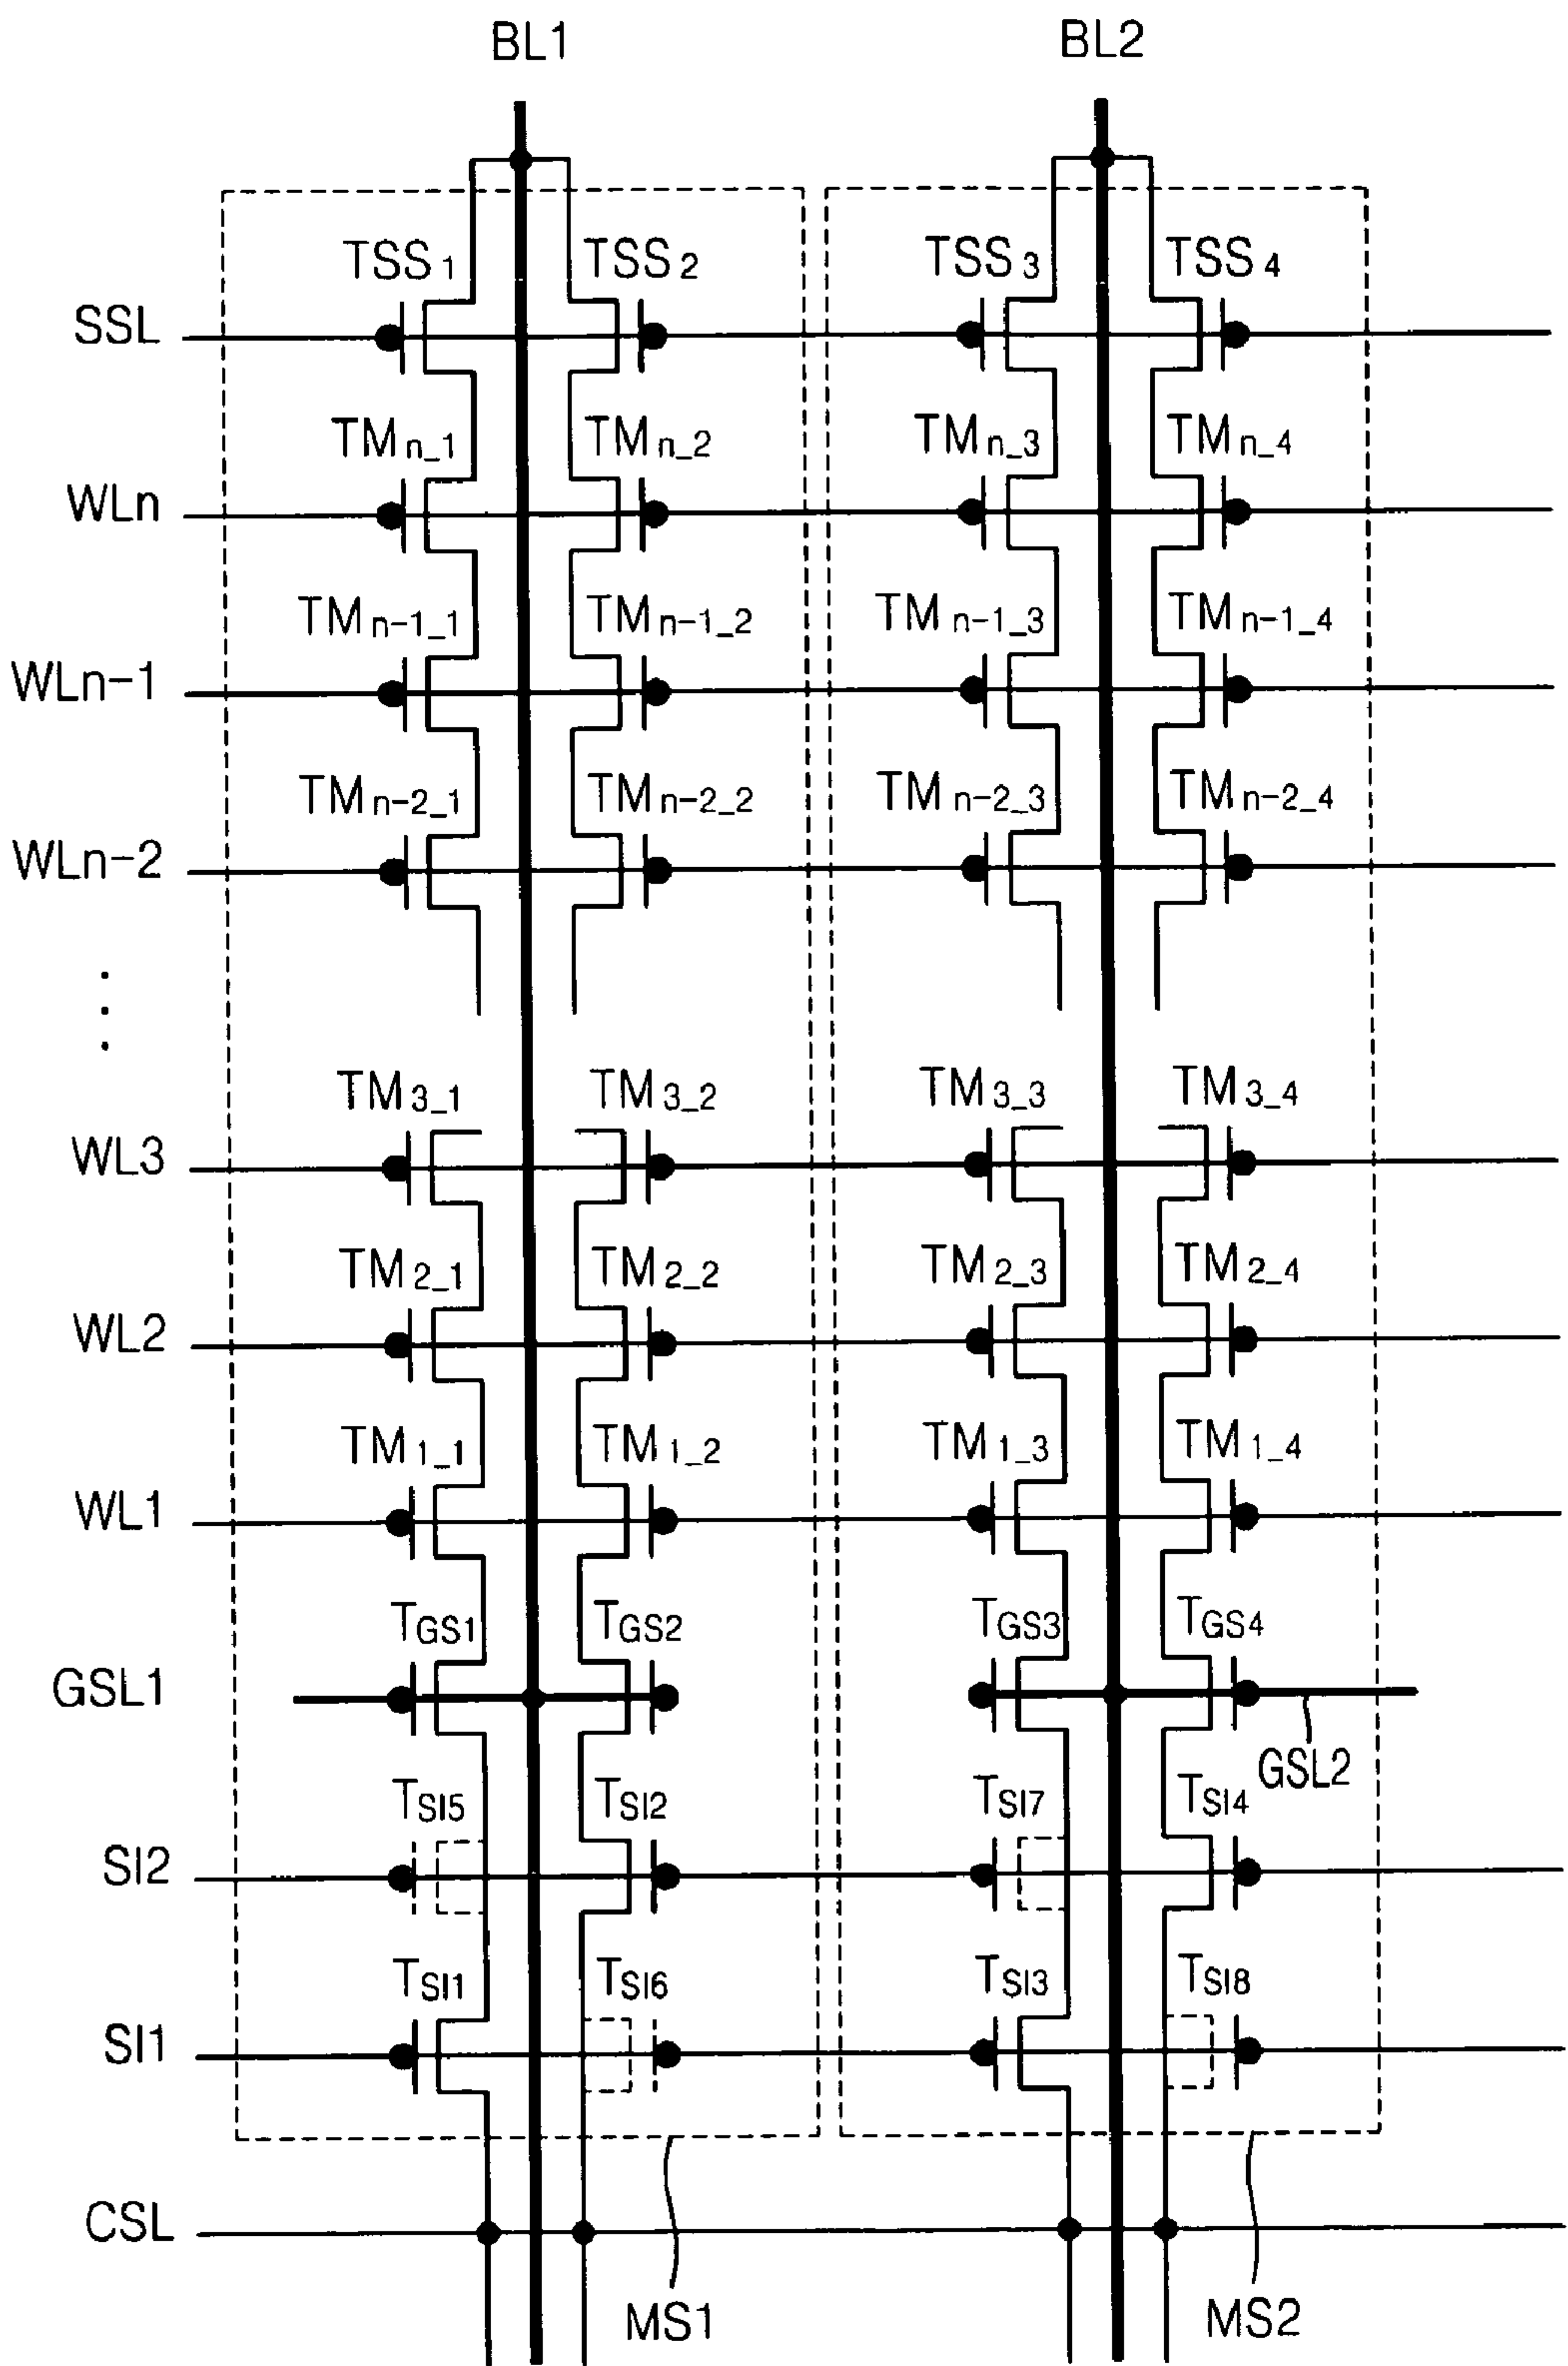 BL1 BL2
TSS1 TSS2 TSS3 TSS4
SSL
TMn_1 TMn_2 TMn_3 TMn_4
WLn
TMn-1_1 TMn-1_2 TMn-1_3 TMn-1_4
WLn-1
TMn-2_1 TMn-2_2 TMn-2_3 TMn-2_4
WLn-2
TM3_1 TM3_2 TM3_3 TM3_4
WL3
TM2_1 TM2_2 TM2_3 TM2_4
WL2
TM1_1 TM1_2 TM1_3 TM1_4
WL1
TGS1 TGS2 TGS3 TGS4
GSL1
GSL2
TSI5 TSI2 TSI7 TSI4
SI2
TSI1 TSI6 TSI3 TSI8
SI1
CSL
MS1 MS2